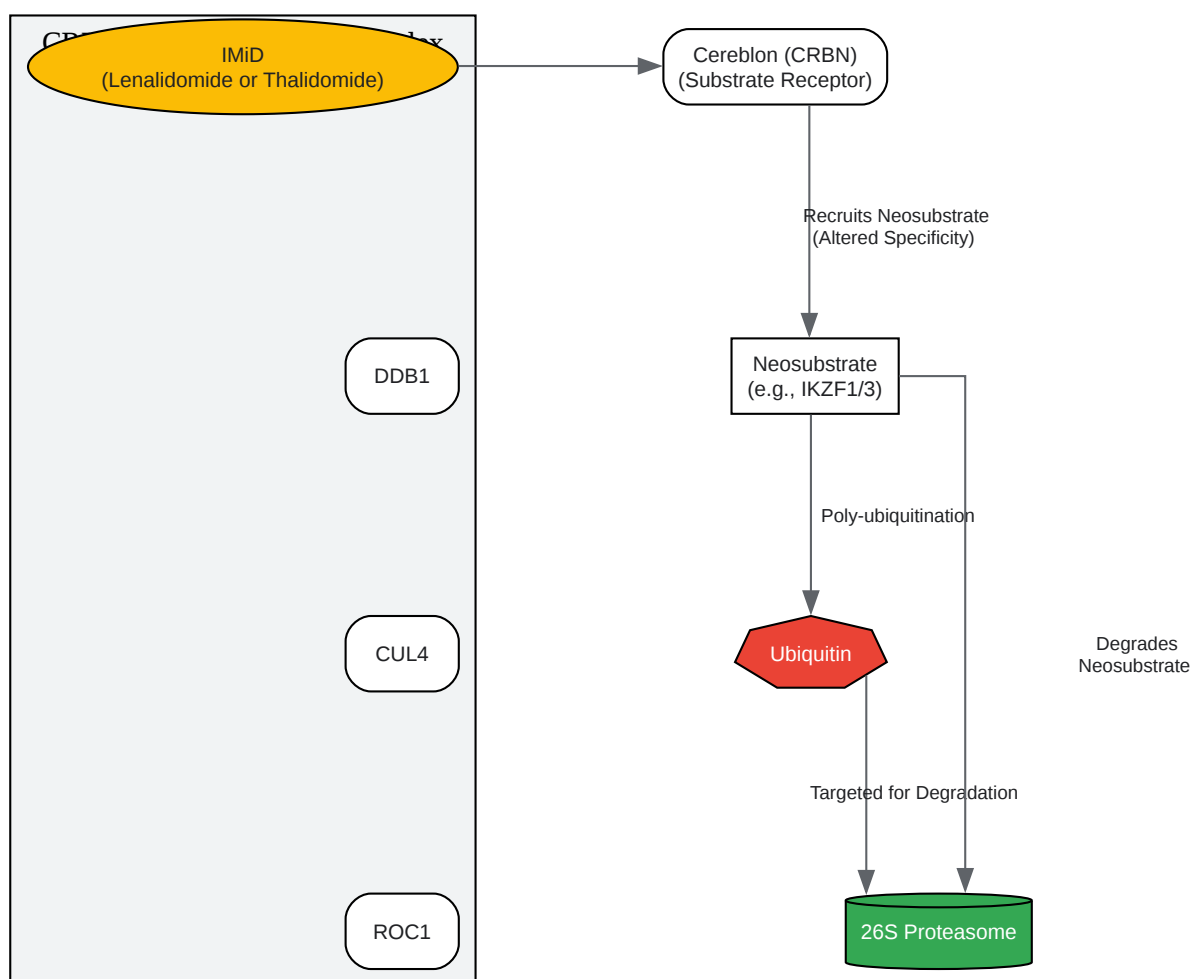 IMiD
(Lenalidomide or Thalidomide)
Cereblon (CRBN)
(Substrate Receptor)
Recruits Neosubstrate
(Altered Specificity)
DDB1
Neosubstrate
(e.g., IKZF1/3)
Poly-ubiquitination
CUL4
Ubiquitin
Degrades
Neosubstrate
Targeted for Degradation
ROC1
26S Proteasome